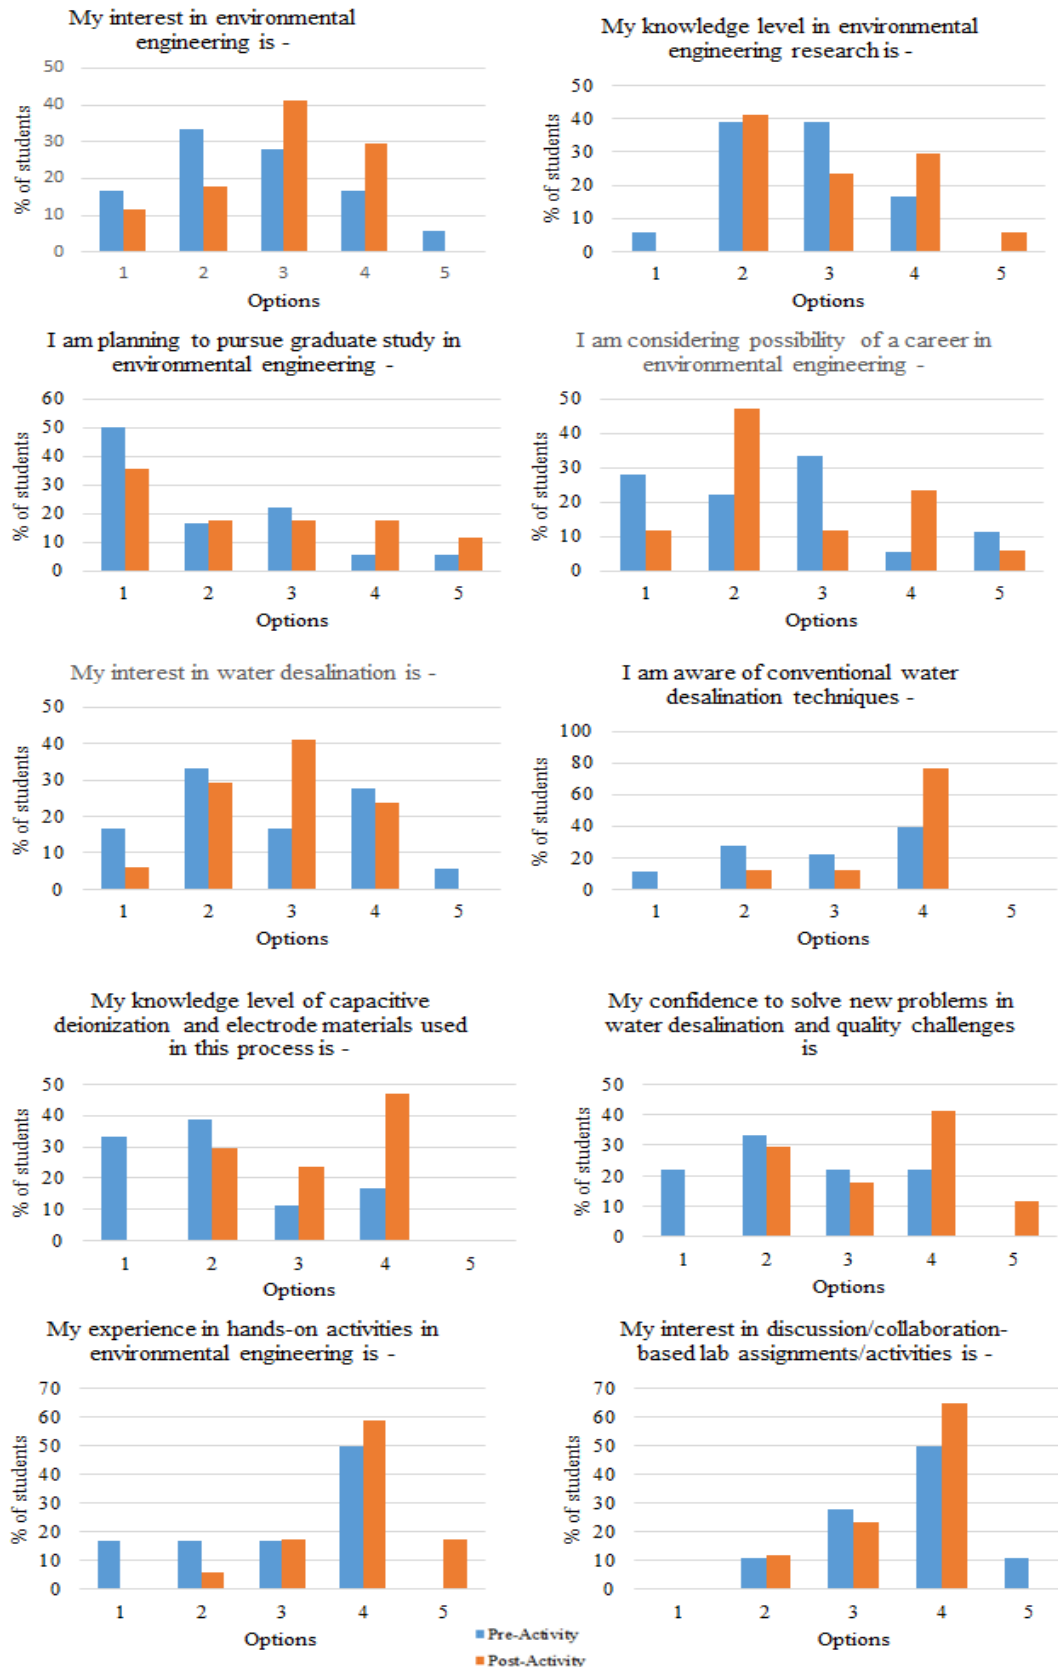 My interest in environmental
engineering is -
50
40
30
20
10
0
% of students
1 2 3 4 5
Options
My knowledge level in environmental
engineering research is -
50
40
30
20
10
0
% of students
1 2 3 4 5
Options
I am planning to pursue graduate study in
environmental engineering -
60
50
40
30
20
10
0
% of students
1 2 3 4 5
Options
I am considering possibility of a career in
environmental engineering -
50
40
30
20
10
0
% of students
1 2 3 4 5
Options
My interest in water desalination is -
50
40
30
20
10
0
% of students
1 2 3 4 5
Options
I am aware of conventional water
desalination techniques -
100
80
60
40
20
0
% of students
1 2 3 4 5
Options
My knowledge level of capacitive
deionization and electrode materials used
in this process is -
50
40
30
20
10
0
% of students
1 2 3 4 5
Options
My confidence to solve new problems in
water desalination and quality challenges
is
50
40
30
20
10
0
% of students
1 2 3 4 5
Options
My experience in hands-on activities in
environmental engineering is -
70
60
50
40
30
20
10
0
% of students
1 2 3 4 5
Options
My interest in discussion/collaboration-
based lab assignments/activities is -
70
60
50
40
30
20
10
0
% of students
1 2 3 4 5
Options
Pre-Activity
Post-Activity